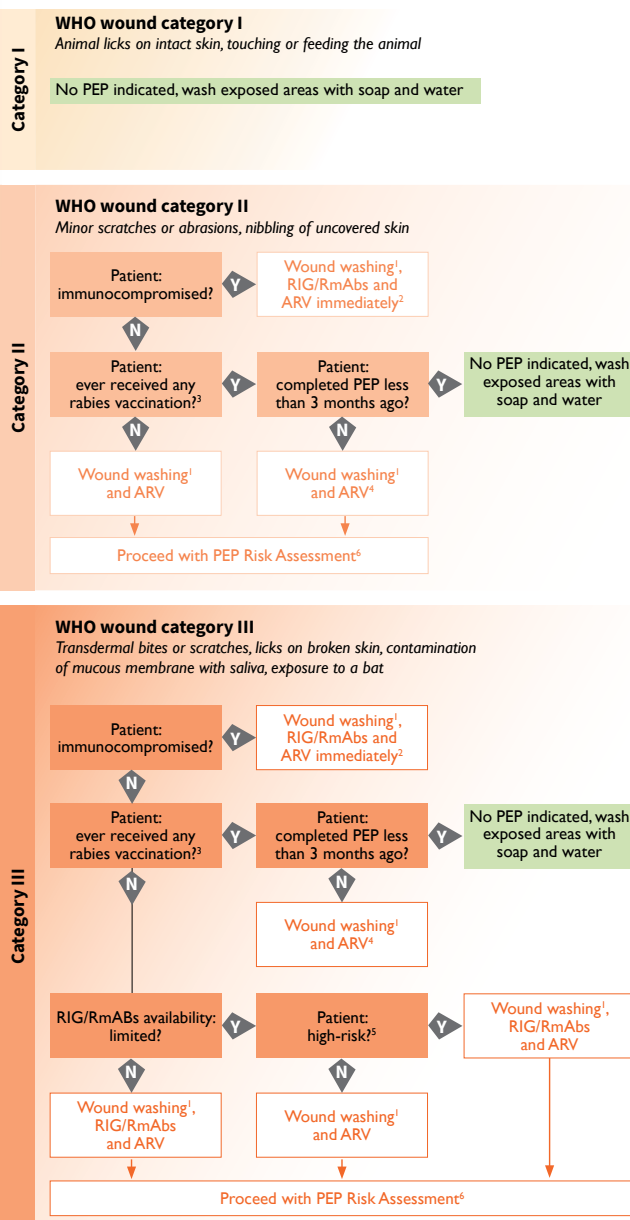 Category I
WHO wound category I
Animal licks on intact skin, touching or feeding the animal
No PEP indicated, wash exposed areas with soap and water
Category II
WHO wound category II
Minor scratches or abrasions, nibbling of uncovered skin
Patient:
immunocompromised?
Y
Wound washing¹,
RIG/RmAbs and
ARV immediately²
N
Patient:
ever received any
rabies vaccination?³
Y
Patient:
completed PEP less
than 3 months ago?
Y
No PEP indicated, wash
exposed areas with
soap and water
N
N
Wound washing¹
and ARV
Wound washing¹
and ARV⁴
Proceed with PEP Risk Assessment⁶
Category III
WHO wound category III
Transdermal bites or scratches, licks on broken skin, contamination
of mucous membrane with saliva, exposure to a bat
Patient:
immunocompromised?
Y
Wound washing¹,
RIG/RmAbs and
ARV immediately²
N
Patient:
ever received any
rabies vaccination?³
Y
Patient:
completed PEP less
than 3 months ago?
Y
No PEP indicated, wash
exposed areas with
soap and water
N
N
Wound washing¹
and ARV⁴
RIG/RmABs availability:
limited?
Y
Patient:
high-risk?⁵
Y
Wound washing¹,
RIG/RmAbs
and ARV
N
N
Wound washing¹,
RIG/RmAbs
and ARV
Wound washing¹
and ARV
Proceed with PEP Risk Assessment⁶